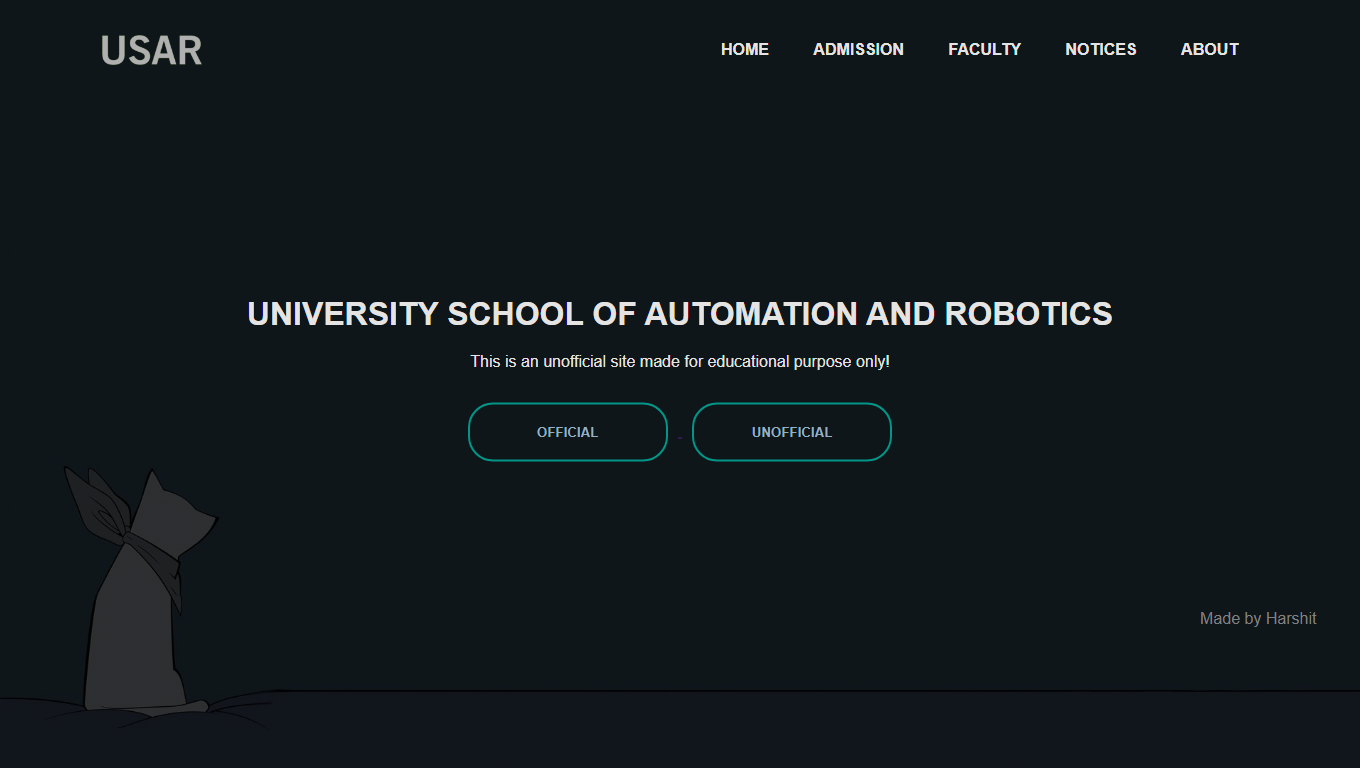 USAR
HOME ADMISSION FACULTY NOTICES ABOUT
UNIVERSITY SCHOOL OF AUTOMATION AND ROBOTICS
This is an unofficial site made for educational purpose only!
OFFICIAL UNOFFICIAL
Made by Harshit